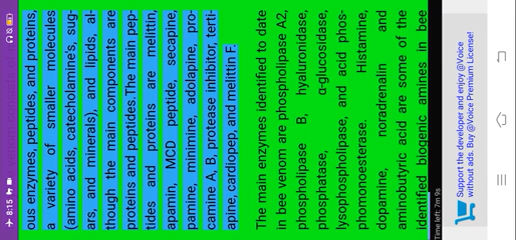 8:15
ous enzymes, peptides, and proteins,
a variety of smaller molecules
(amino acids, catecholamine's, sug-
ars, and minerals), and lipids, al-
though the main components are
proteins and peptides.The main pep-
tides and proteins are melittin,
apamin, MCD peptide, secapine,
pamine, minimine, adolapine, pro-
camine A, B, protease inhibitor, terti-
apine, cardiopep, and melittin F.
The main enzymes identified to date
in bee venom are phospholipase A2,
phospholipase B, hyaluronidase,
phosphatase, α-glucosidase,
lysophospholipase, and acid phos-
phomonoesterase. Histamine,
dopamine, noradrenalin and
aminobutyric acid are some of the
identified biogenic amines in bee
Time left: 7m 9s
Support the developer and enjoy @Voice
without ads. Buy @Voice Premium License!